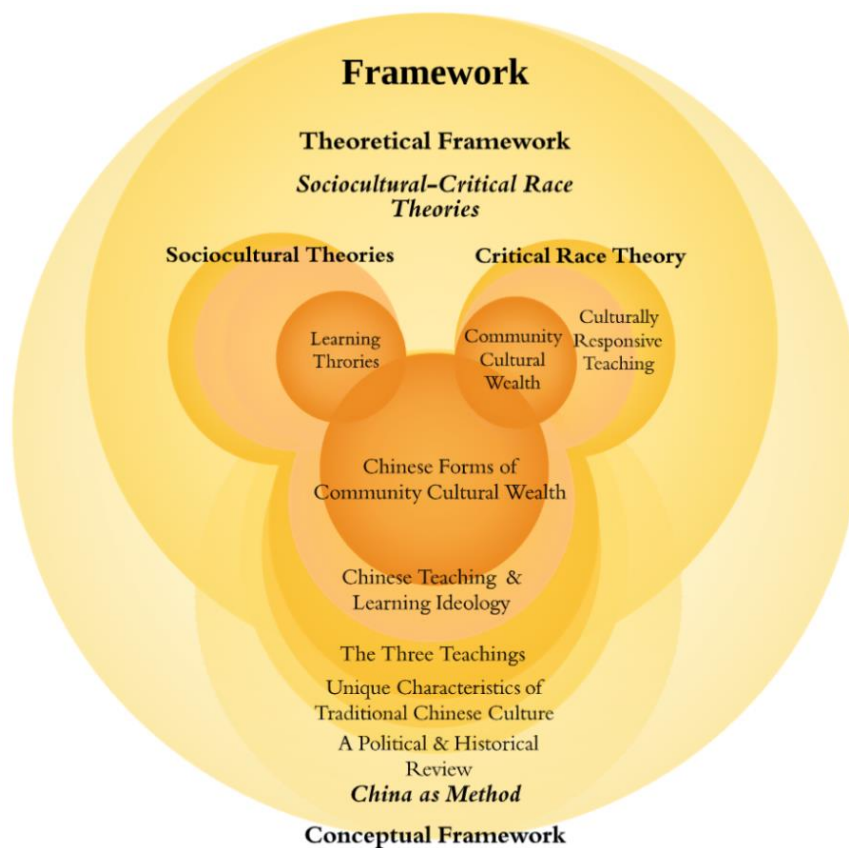 Framework
Theoretical Framework
Sociocultural-Critical Race
Theories
Sociocultural Theories
Critical Race Theory
Learning
Throries
Community
Cultural
Wealth
Culturally
Responsive
Teaching
Chinese Forms of
Community Cultural Wealth
Chinese Teaching &
Learning Ideology
The Three Teachings
Unique Characteristics of
Traditional Chinese Culture
A Political & Historical
Review
China as Method
Conceptual Framework